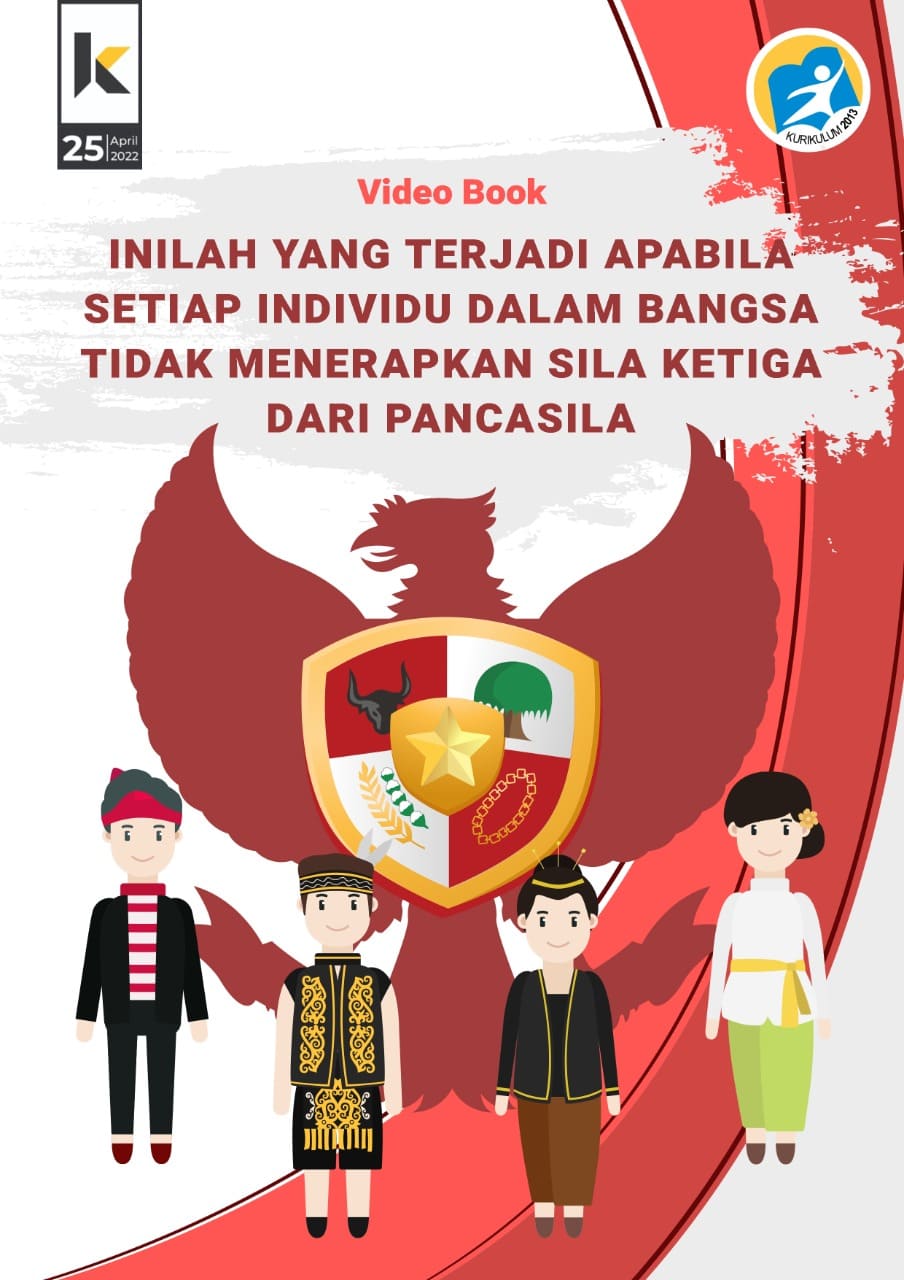 25
April
2022
KURIKULUM 2013
Video Book
INILAH YANG TERJADI APABILA
SETIAP INDIVIDU DALAM BANGSA
TIDAK MENERAPKAN SILA KETIGA
DARI PANCASILA